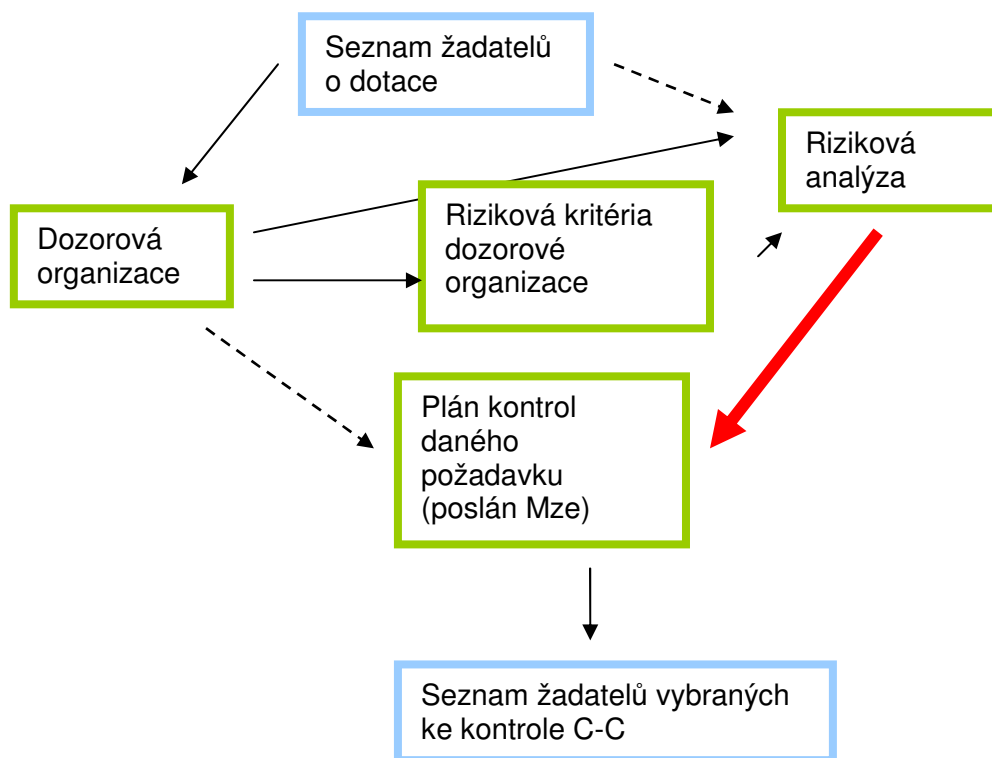 Seznam žadatelů
o dotace
Riziková
analýza
Dozorová
organizace
Riziková kritéria
dozorové
organizace
Plán kontrol
daného
požadavku
(poslán Mze)
Seznam žadatelů vybraných
ke kontrole C-C